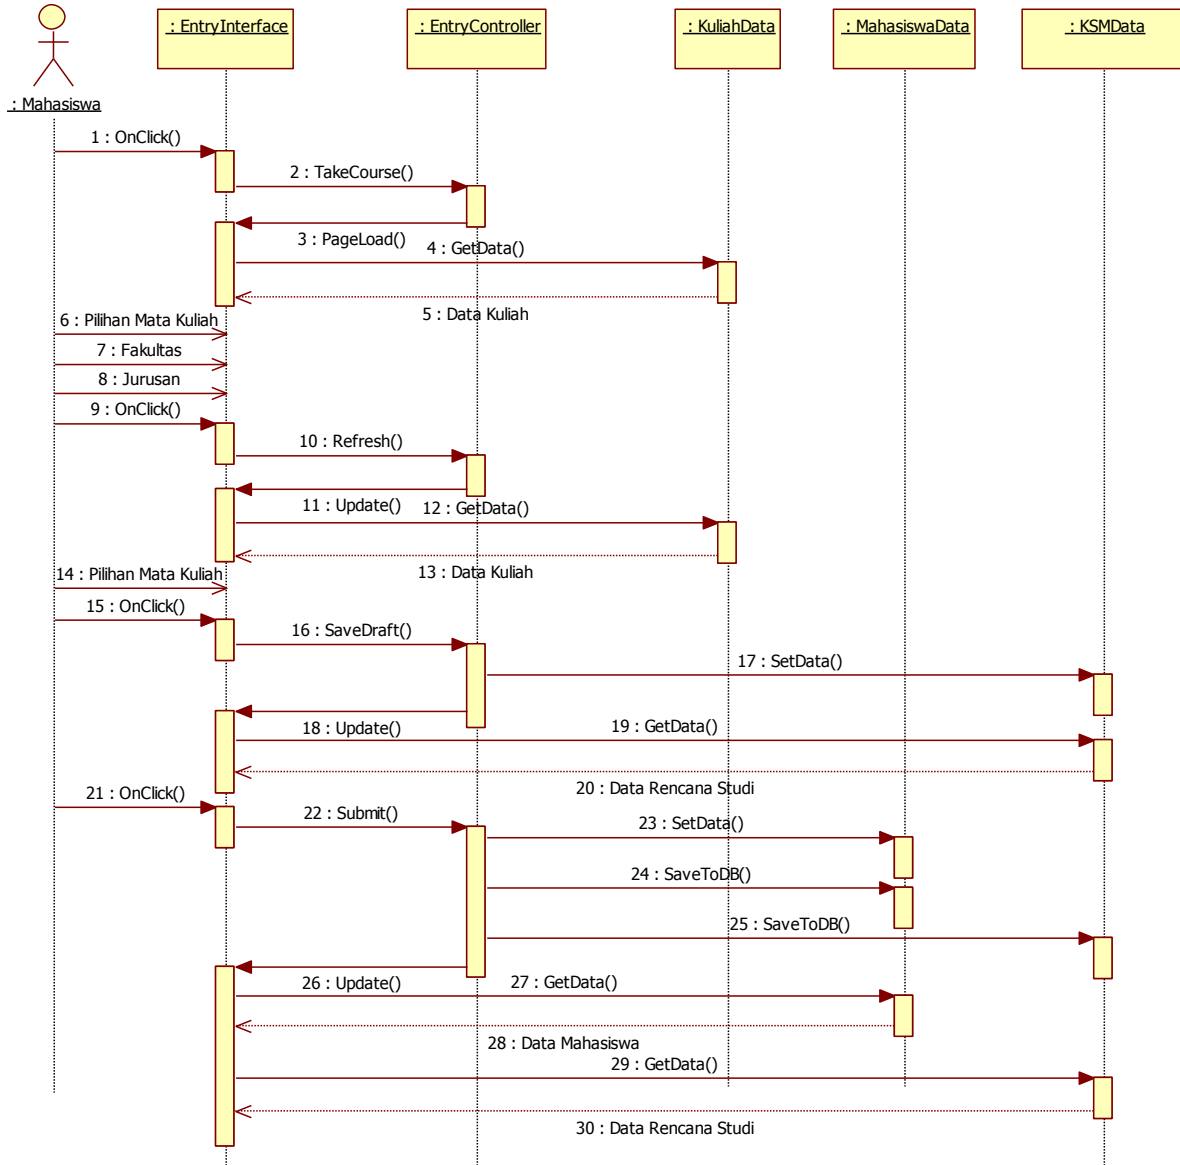 : EntryInterface
: EntryController
: KuliahData
: MahasiswaData
: KSMData
: Mahasiswa
1 : OnClick()
2 : TakeCourse()
3 : PageLoad()
4 : GetData()
5 : Data Kuliah
6 : Pilihan Mata Kuliah
7 : Fakultas
8 : Jurusan
9 : OnClick()
10 : Refresh()
11 : Update()
12 : GetData()
13 : Data Kuliah
14 : Pilihan Mata Kuliah
15 : OnClick()
16 : SaveDraft()
17 : SetData()
18 : Update()
19 : GetData()
20 : Data Rencana Studi
21 : OnClick()
22 : Submit()
23 : SetData()
24 : SaveToDB()
25 : SaveToDB()
26 : Update()
27 : GetData()
28 : Data Mahasiswa
29 : GetData()
30 : Data Rencana Studi